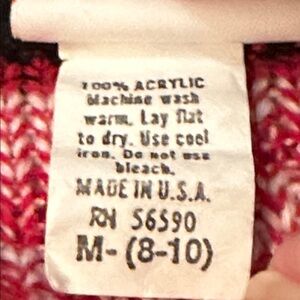 100% ACRYLIC
Machine wash
warm. Lay flat
to dry. Use cool
iron. Do not use
bleach.
MADE IN U.S.A.
RN 56590
M- (8-10)